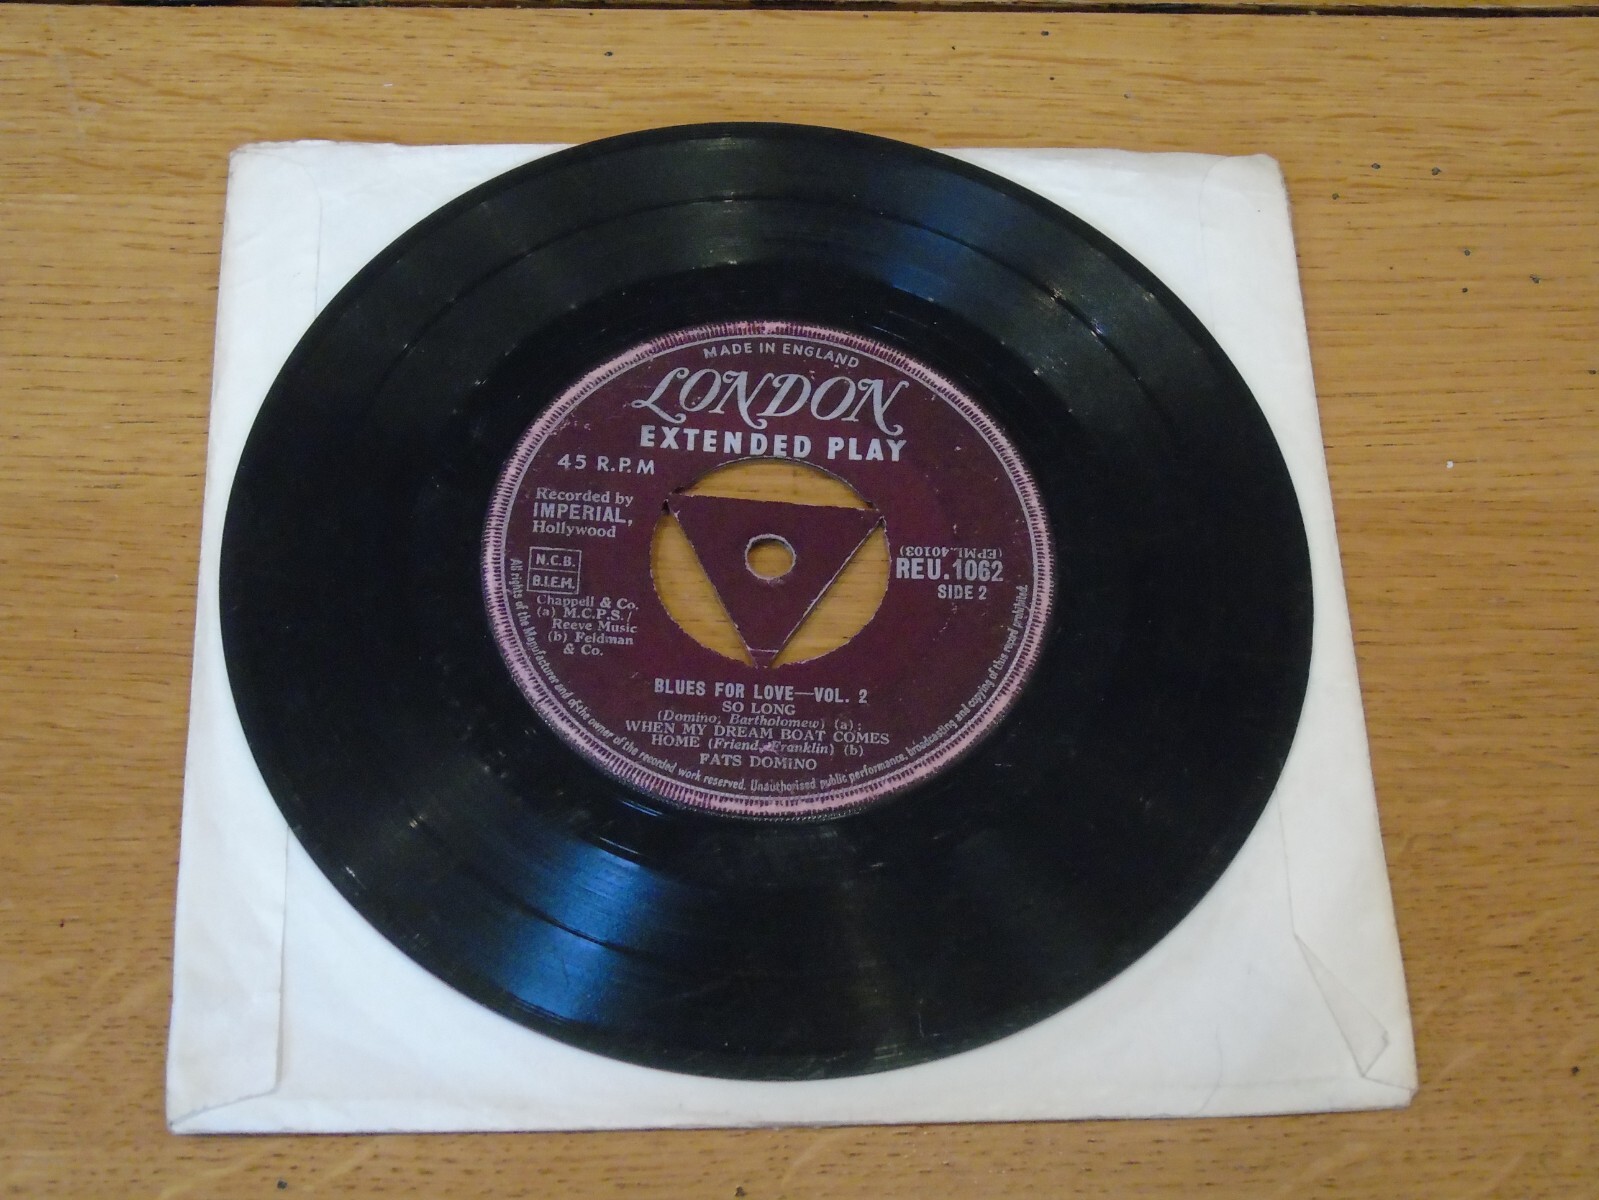 MADE IN ENGLAND
LONDON
EXTENDED PLAY
45 R.P.M
Recorded by
IMPERIAL,
Hollywood
N.C.B.
B.I.E.M.
Chappell & Co.
(a) M.C.P.S./
Reeve Music
(b) Feldman
& Co.
(EPML.40103)
REU.1062
SIDE 2
BLUES FOR LOVE—VOL. 2
SO LONG
(Domino, Bartholomew) (a);
WHEN MY DREAM BOAT COMES
HOME (Friend, Franklin) (b)
FATS DOMINO
All rights of the Manufacturer and of the owner of the recorded work reserved. Unauthorised public performance, broadcasting and copying of this record prohibited.